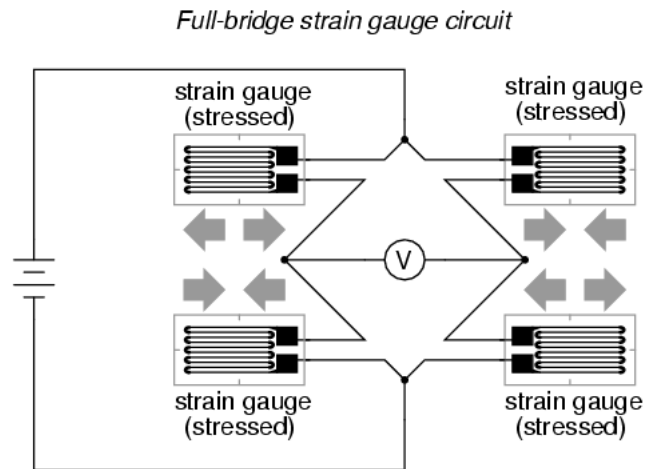 Full-bridge strain gauge circuit
strain gauge
(stressed)
strain gauge
(stressed)
V
strain gauge
(stressed)
strain gauge
(stressed)